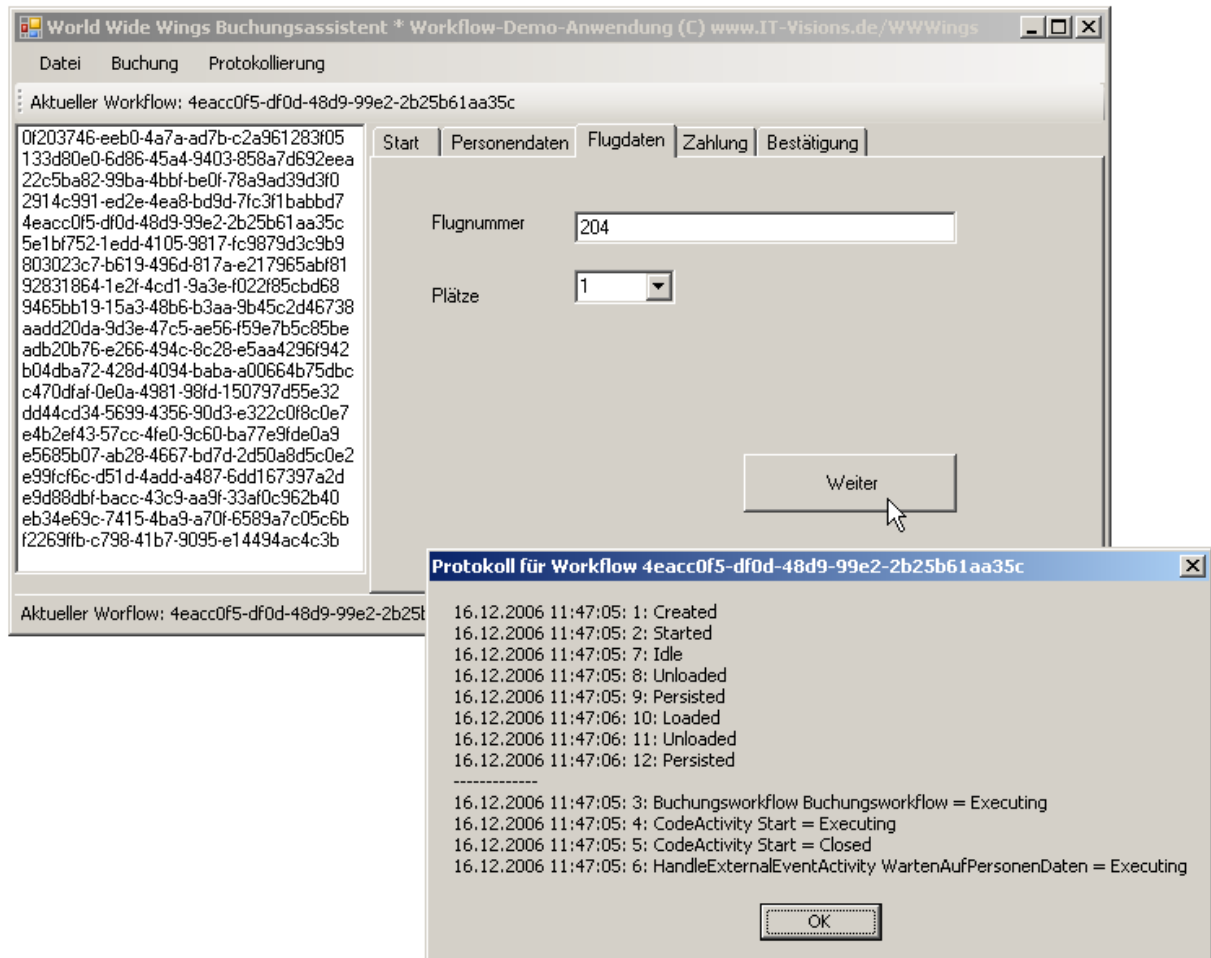 World Wide Wings Buchungsassistent * Workflow-Demo-Anwendung (C) www.IT-Visions.de/WWWings
Datei Buchung Protokollierung
Aktueller Workflow: 4eacc0f5-df0d-48d9-99e2-2b25b61aa35c
0f203746-eeb0-4a7a-ad7b-c2a961283f05
133d80e0-6d86-45a4-9403-858a7d692eea
22c5ba82-99ba-4bbf-be0f-78a9ad39d3f0
2914c991-ed2e-4ea8-bd9d-7fc3f1babbd7
4eacc0f5-df0d-48d9-99e2-2b25b61aa35c
5e1bf752-1edd-4105-9817-fc9879d3c9b9
803023c7-b619-496d-817a-e217965abf81
92831864-1e2f-4cd1-9a3e-f022f85cbd68
9465bb19-15a3-48b6-b3aa-9b45c2d46738
aadd20da-9d3e-47c5-ae56-f59e7b5c85be
adb20b76-e266-494c-8c28-e5aa4296f942
b04dba72-428d-4094-baba-a00664b75dbc
c470dfaf-0e0a-4981-98fd-150797d55e32
dd44cd34-5699-4356-90d3-e322c0f8c0e7
e4b2ef43-57cc-4fe0-9c60-ba77e9fde0a9
e5685b07-ab28-4667-bd7d-2d50a8d5c0e2
e99fcf6c-d51d-4add-a487-6dd167397a2d
e9d88dbf-bacc-43c9-aa9f-33af0c962b40
eb34e69c-7415-4ba9-a70f-6589a7c05c6b
f2269ffb-c798-41b7-9095-e14494ac4c3b
Start Personendaten Flugdaten Zahlung Bestätigung
Flugnummer 204
Plätze 1
Weiter
Aktueller Worflow: 4eacc0f5-df0d-48d9-99e2-2b25b
Protokoll für Workflow 4eacc0f5-df0d-48d9-99e2-2b25b61aa35c
16.12.2006 11:47:05: 1: Created
16.12.2006 11:47:05: 2: Started
16.12.2006 11:47:05: 7: Idle
16.12.2006 11:47:05: 8: Unloaded
16.12.2006 11:47:05: 9: Persisted
16.12.2006 11:47:06: 10: Loaded
16.12.2006 11:47:06: 11: Unloaded
16.12.2006 11:47:06: 12: Persisted
-------------
16.12.2006 11:47:05: 3: Buchungsworkflow Buchungsworkflow = Executing
16.12.2006 11:47:05: 4: CodeActivity Start = Executing
16.12.2006 11:47:05: 5: CodeActivity Start = Closed
16.12.2006 11:47:05: 6: HandleExternalEventActivity WartenAufPersonenDaten = Executing
OK